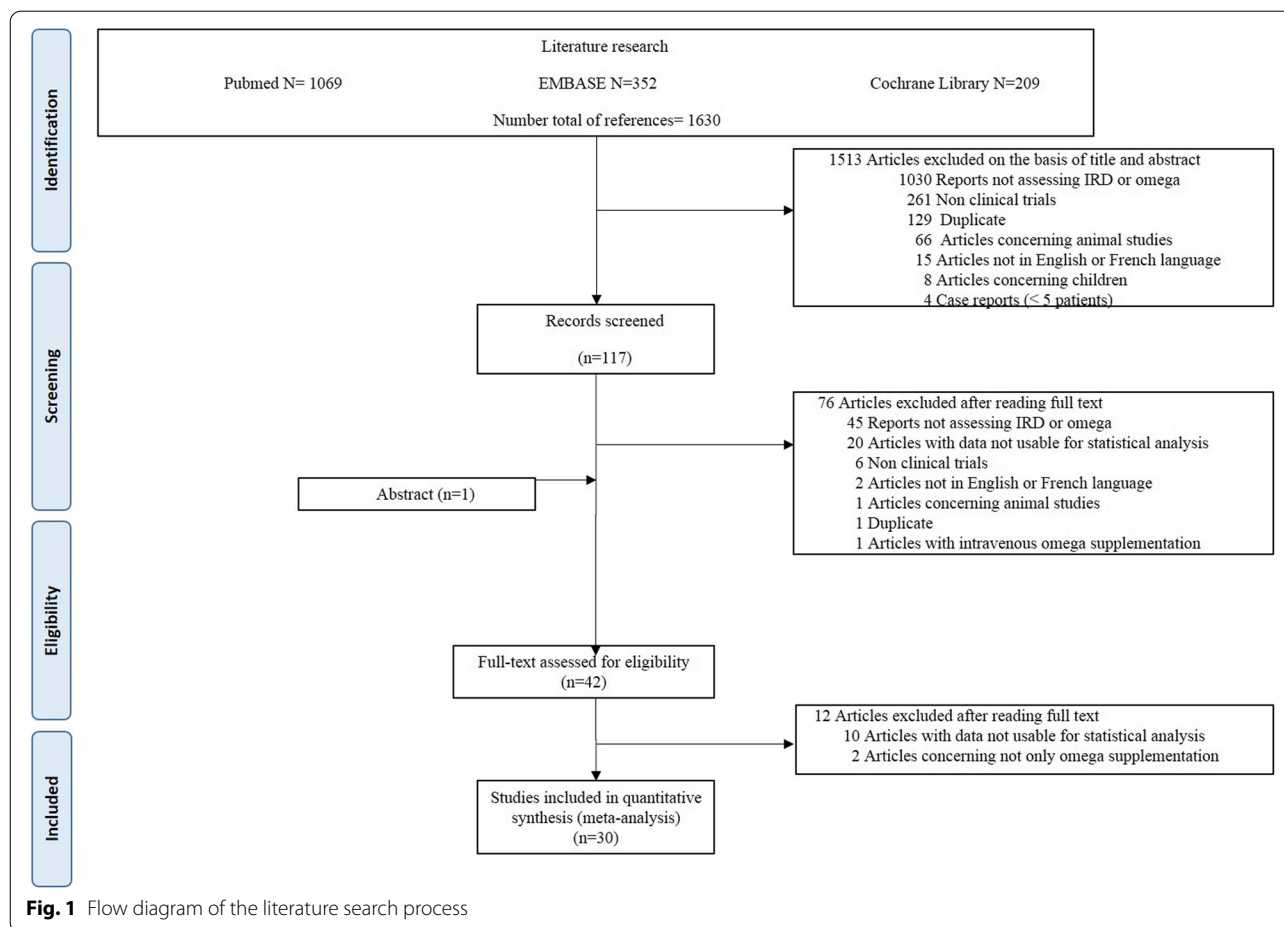 Identification
Literature research
Pubmed N= 1069 EMBASE N=352 Cochrane Library N=209
Number total of references= 1630
1513 Articles excluded on the basis of title and abstract
1030 Reports not assessing IRD or omega
261 Non clinical trials
129 Duplicate
66 Articles concerning animal studies
15 Articles not in English or French language
8 Articles concerning children
4 Case reports (< 5 patients)
Screening
Records screened
(n=117)
76 Articles excluded after reading full text
45 Reports not assessing IRD or omega
20 Articles with data not usable for statistical analysis
6 Non clinical trials
2 Articles not in English or French language
1 Articles concerning animal studies
1 Duplicate
1 Articles with intravenous omega supplementation
Abstract (n=1)
Eligibility
Full-text assessed for eligibility
(n=42)
12 Articles excluded after reading full text
10 Articles with data not usable for statistical analysis
2 Articles concerning not only omega supplementation
Included
Studies included in quantitative
synthesis (meta-analysis)
(n=30)
Fig. 1 Flow diagram of the literature search process